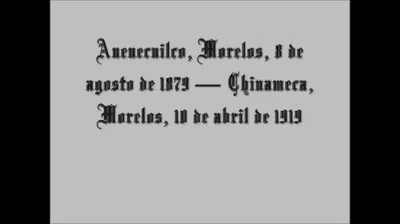 Anenecuilco, Morelos, 8 de
agosto de 1879 — Chinameca,
Morelos, 10 de abril de 1919